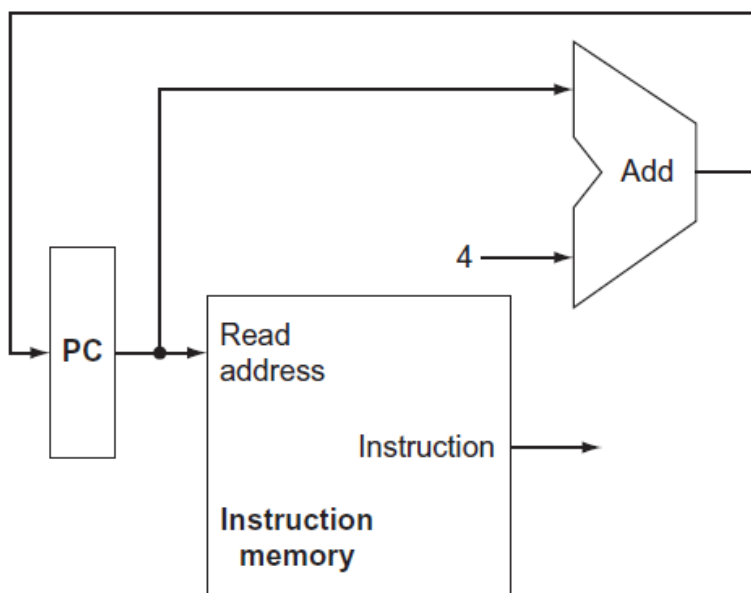 Add
4
PC
Read
address
Instruction
Instruction
memory